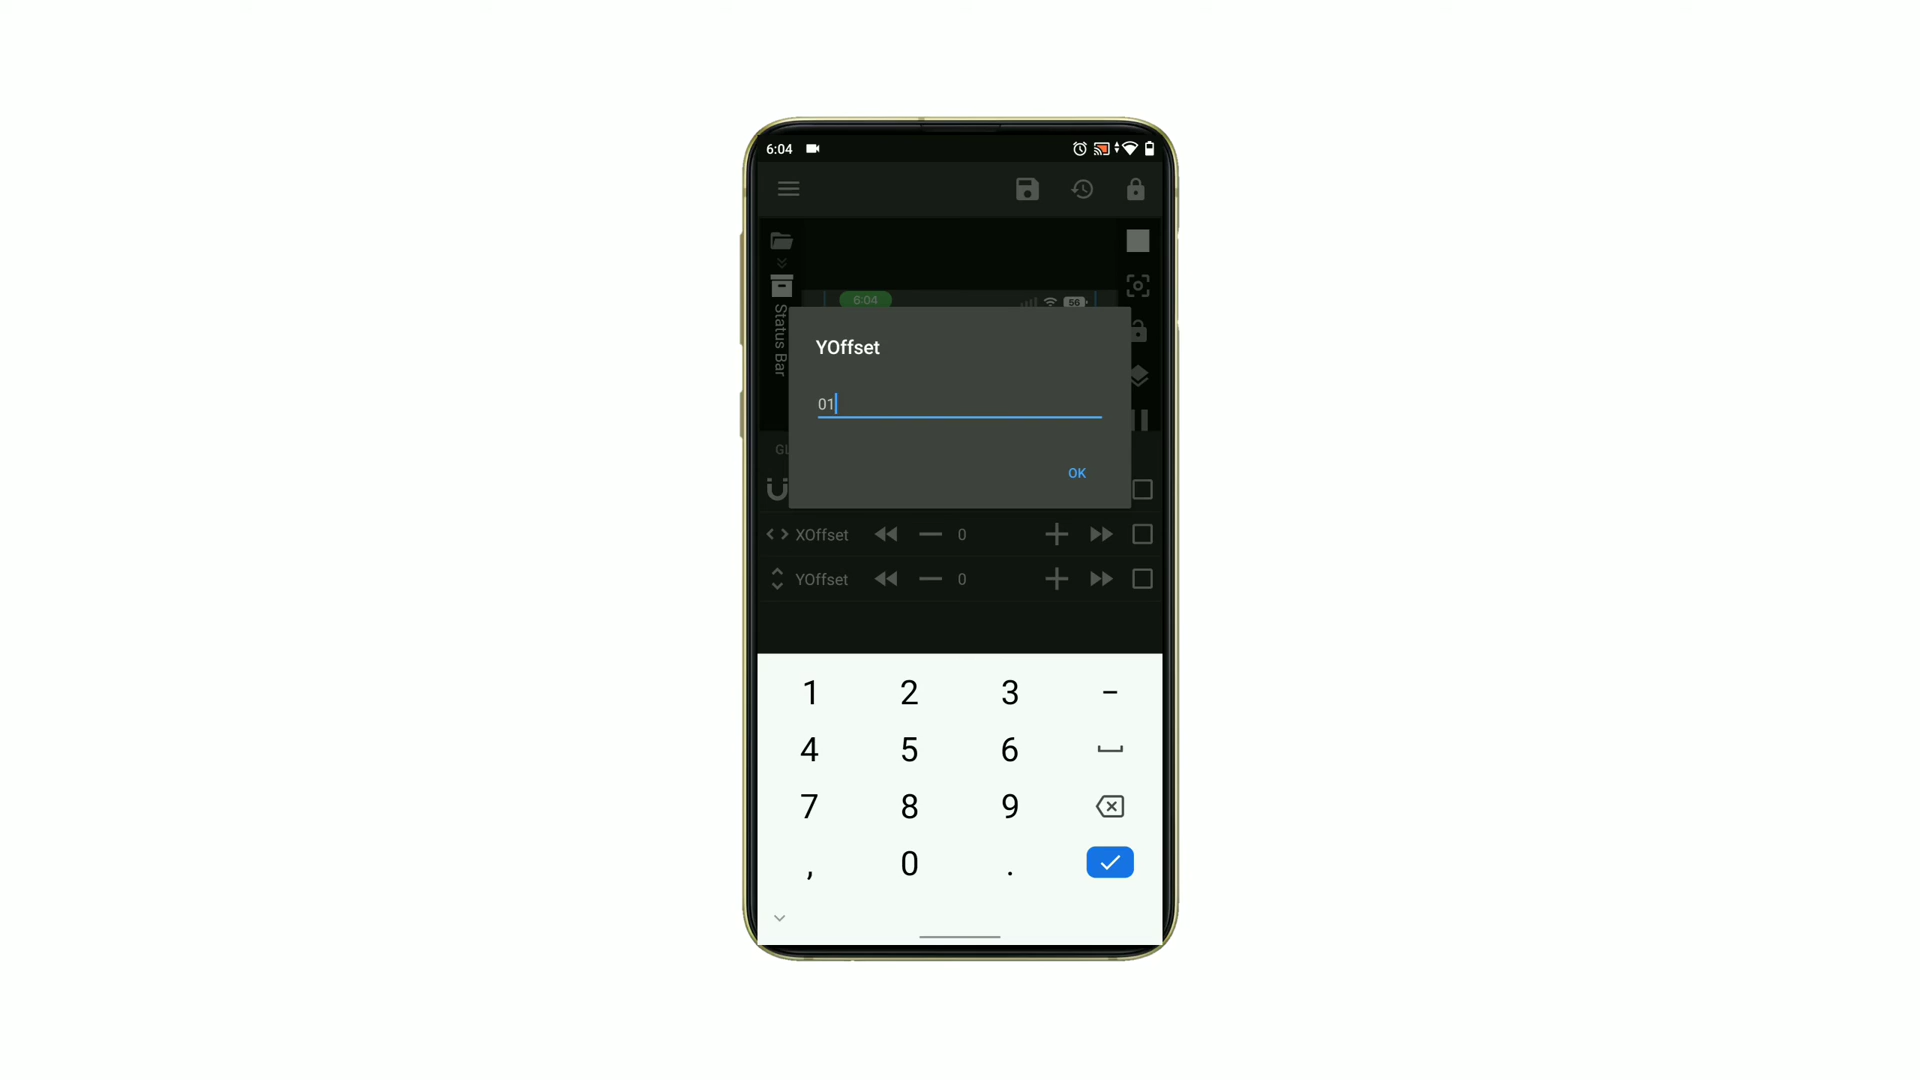 6:04
6:04
56
Status Bar
YOffset
01
OK
XOffset 0
YOffset 0
1 2 3 -
4 5 6
7 8 9
, 0 .